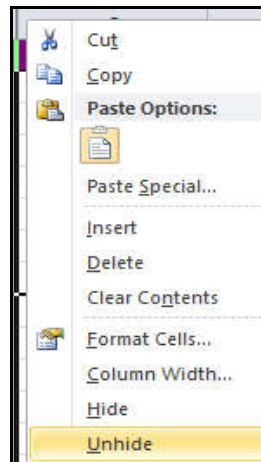 Cut
Copy
Paste Options:
Paste Special...
Insert
Delete
Clear Contents
Format Cells...
Column Width...
Hide
Unhide